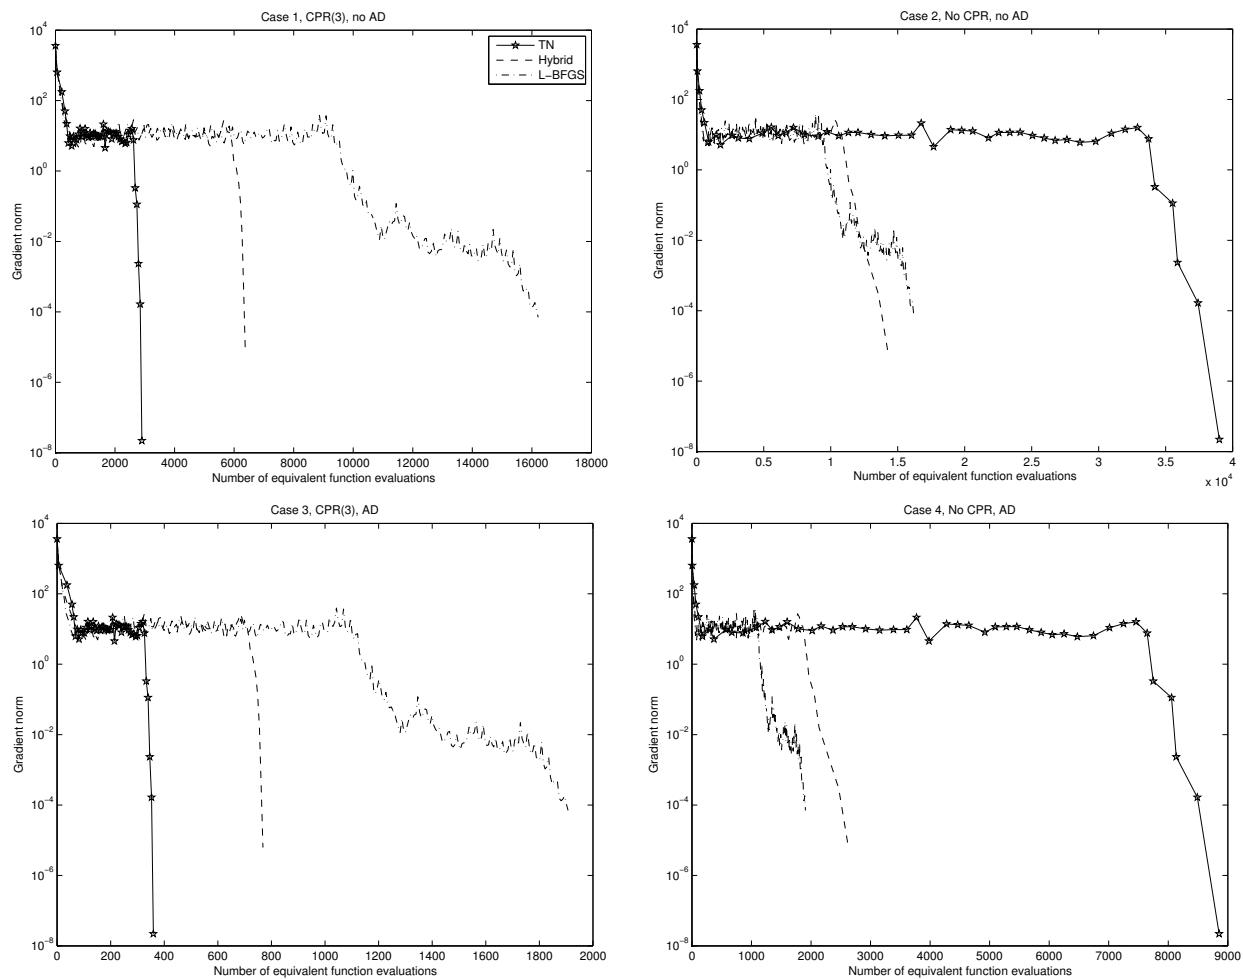 Case 1, CPR(3), no AD
10^4
10^2
10^0
10^−2
10^−4
10^−6
10^−8
Gradient norm
TN
Hybrid
L−BFGS
0 2000 4000 6000 8000 10000 12000 14000 16000 18000
Number of equivalent function evaluations
Case 2, No CPR, no AD
10^4
10^2
10^0
10^−2
10^−4
10^−6
10^−8
Gradient norm
0 0.5 1 1.5 2 2.5 3 3.5 4
x 10^4
Number of equivalent function evaluations
Case 3, CPR(3), AD
10^4
10^2
10^0
10^−2
10^−4
10^−6
10^−8
Gradient norm
0 200 400 600 800 1000 1200 1400 1600 1800 2000
Number of equivalent function evaluations
Case 4, No CPR, AD
10^4
10^2
10^0
10^−2
10^−4
10^−6
10^−8
Gradient norm
0 1000 2000 3000 4000 5000 6000 7000 8000 9000
Number of equivalent function evaluations